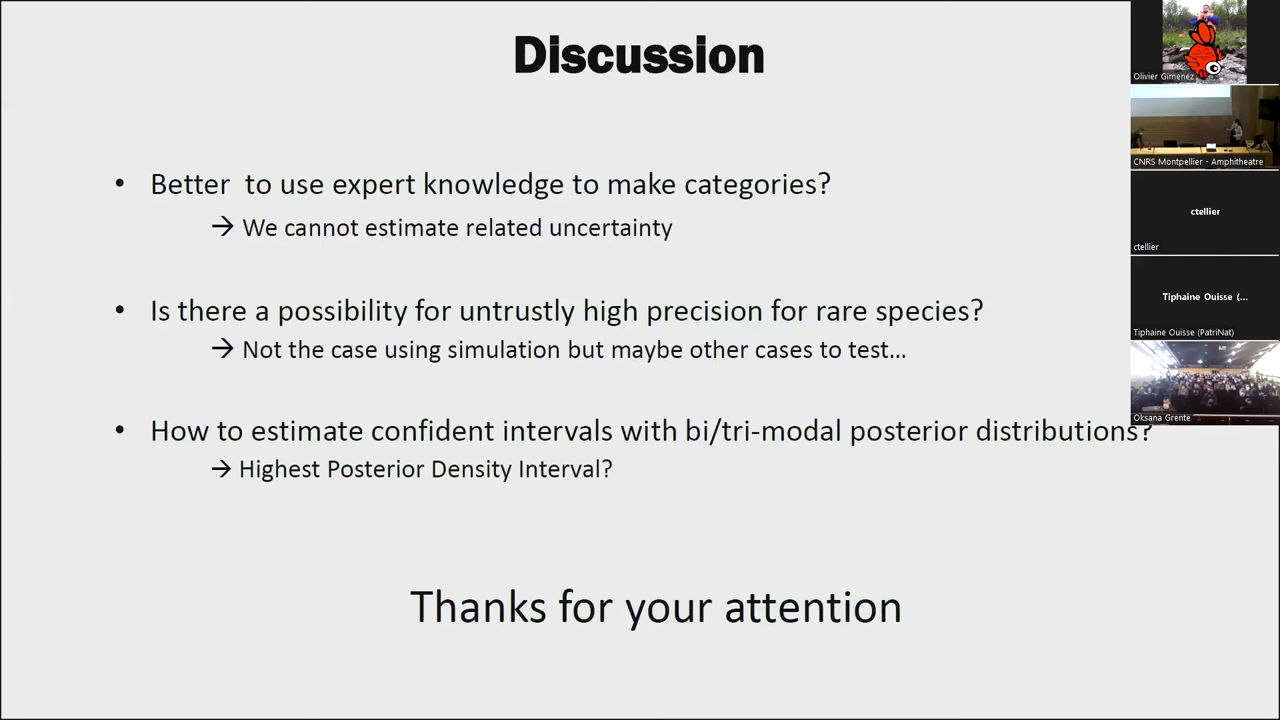 Discussion
• Better to use expert knowledge to make categories?
→ We cannot estimate related uncertainty
• Is there a possibility for untrustly high precision for rare species?
→ Not the case using simulation but maybe other cases to test...
• How to estimate confident intervals with bi/tri-modal posterior distributions?
→ Highest Posterior Density Interval?
Thanks for your attention
Olivier Gimenez
CNRS Montpellier - Amphitheatre
ctellier
ctellier
Tiphaine Ouisse (...
Tiphaine Ouisse (PatriNat)
Oksana Grente